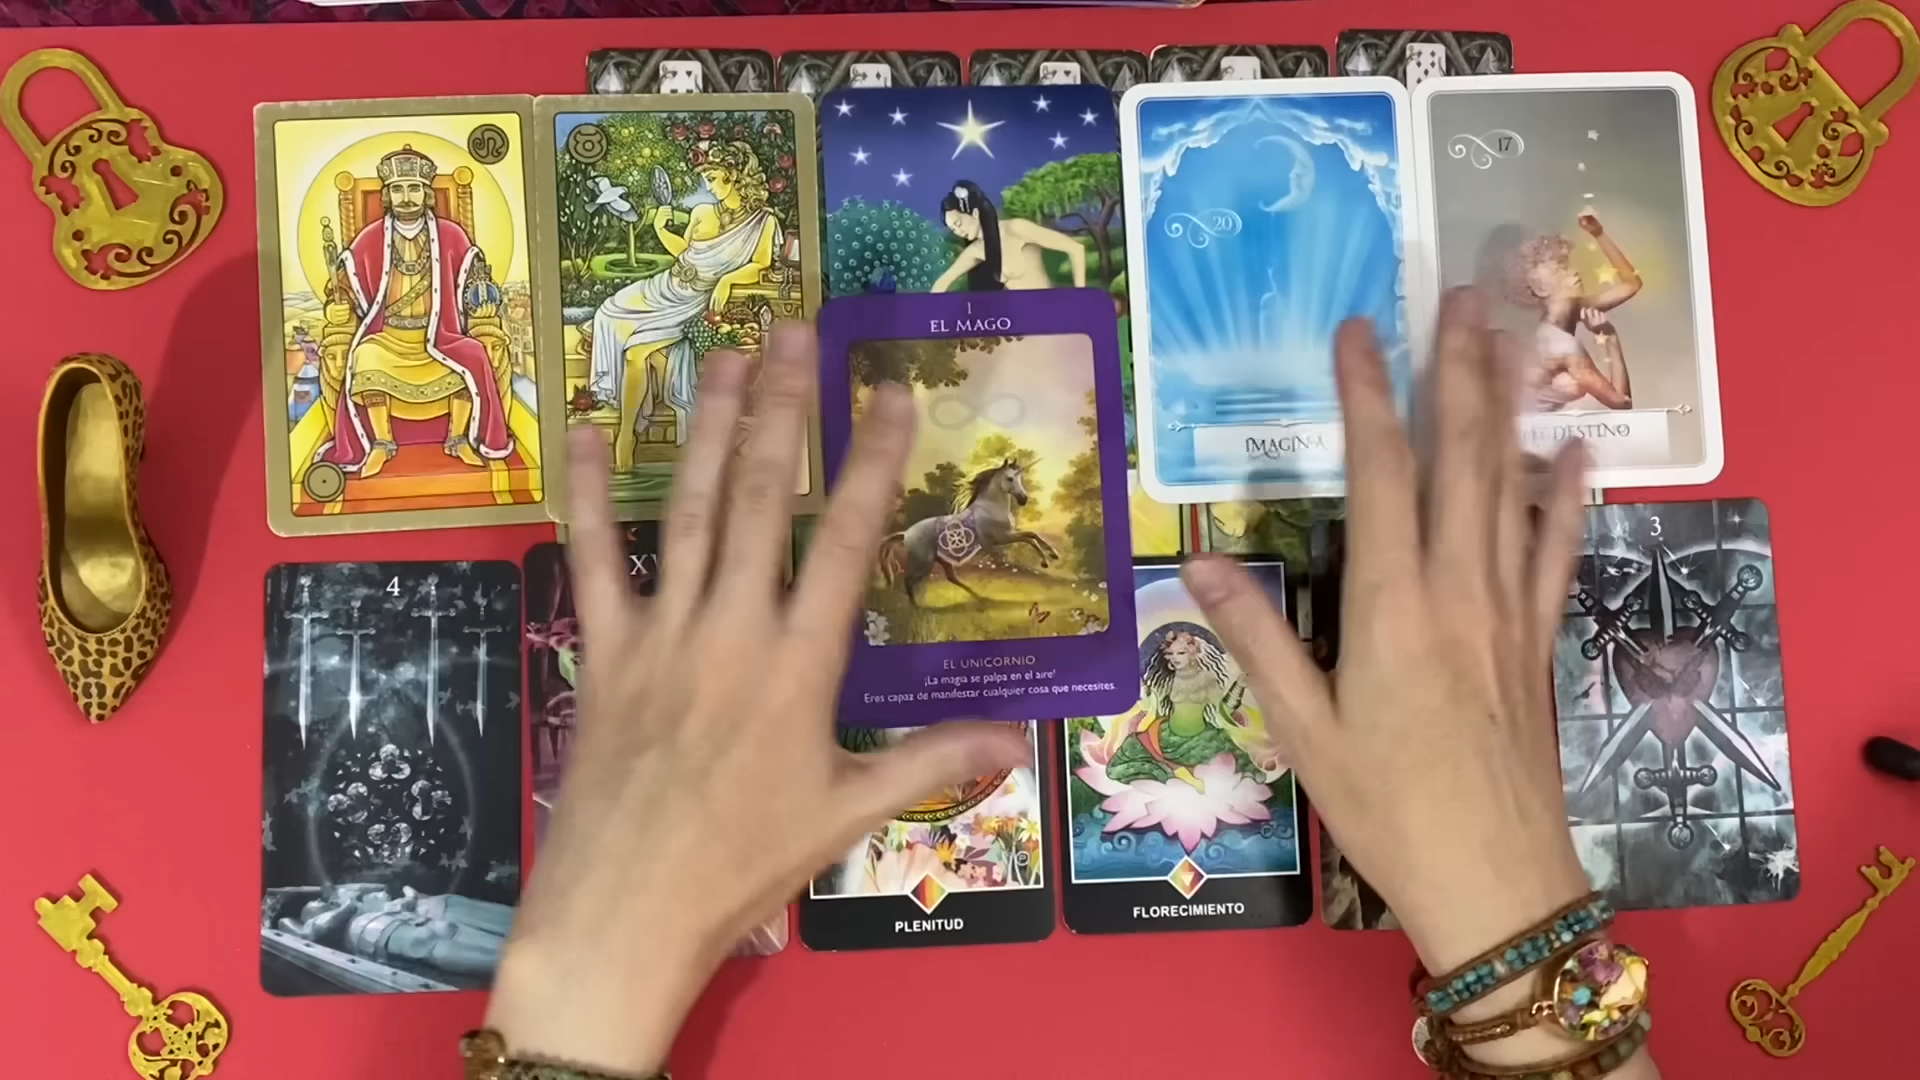 17
20
1
EL MAGO
IMAGINA
DESTINO
3
4
XV
EL UNICORNIO
¡La magia se palpa en el aire!
Eres capaz de manifestar cualquier cosa que necesites.
PLENITUD
FLORECIMIENTO